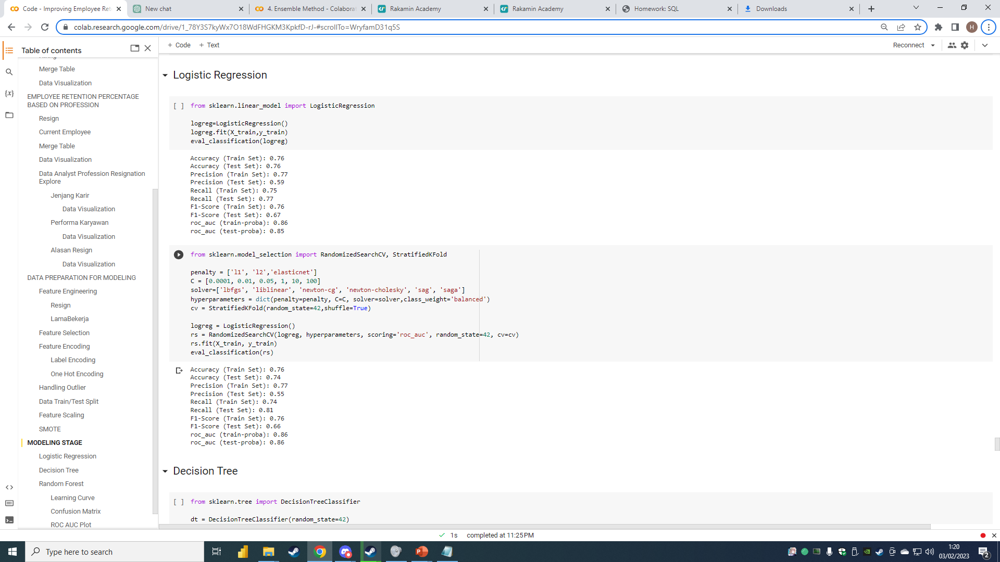 Code - Improving Employee Ret
New chat
4. Ensemble Method - Colaborat
Rakamin Academy
Rakamin Academy
Homework: SQL
Downloads
colab.research.google.com/drive/1_78Y3S7kyWx7O18WdFHGKM3KpkfD-rJ-#scrollTo=WryfamD31q5S
H
Table of contents
+ Code + Text
Reconnect
Merge Table
Data Visualization
EMPLOYEE RETENTION PERCENTAGE
BASED ON PROFESSION
Resign
Current Employee
Merge Table
Data Visualization
Data Analyst Profession Resignation
Explore
Jenjang Karir
Data Visualization
Performa Karyawan
Data Visualization
Alasan Resign
Data Visualization
DATA PREPARATION FOR MODELING
Feature Engineering
Resign
LamaBekerja
Feature Selection
Feature Encoding
Label Encoding
One Hot Encoding
Handling Outlier
Data Train/Test Split
Feature Scaling
SMOTE
MODELING STAGE
Logistic Regression
Decision Tree
Random Forest
Learning Curve
Confusion Matrix
ROC AUC Plot
Logistic Regression
[ ] from sklearn.linear_model import LogisticRegression
logreg=LogisticRegression()
logreg.fit(X_train,y_train)
eval_classification(logreg)
Accuracy (Train Set): 0.76
Accuracy (Test Set): 0.76
Precision (Train Set): 0.77
Precision (Test Set): 0.59
Recall (Train Set): 0.75
Recall (Test Set): 0.77
F1-Score (Train Set): 0.76
F1-Score (Test Set): 0.67
roc_auc (train-proba): 0.86
roc_auc (test-proba): 0.85
from sklearn.model_selection import RandomizedSearchCV, StratifiedKFold
penalty = ['l1', 'l2','elasticnet']
C = [0.0001, 0.01, 0.05, 1, 10, 100]
solver=['lbfgs', 'liblinear', 'newton-cg', 'newton-cholesky', 'sag', 'saga']
hyperparameters = dict(penalty=penalty, C=C, solver=solver,class_weight='balanced')
cv = StratifiedKFold(random_state=42,shuffle=True)
logreg = LogisticRegression()
rs = RandomizedSearchCV(logreg, hyperparameters, scoring='roc_auc', random_state=42, cv=cv)
rs.fit(X_train, y_train)
eval_classification(rs)
Accuracy (Train Set): 0.76
Accuracy (Test Set): 0.74
Precision (Train Set): 0.77
Precision (Test Set): 0.55
Recall (Train Set): 0.74
Recall (Test Set): 0.81
F1-Score (Train Set): 0.76
F1-Score (Test Set): 0.66
roc_auc (train-proba): 0.86
roc_auc (test-proba): 0.86
Decision Tree
[ ] from sklearn.tree import DecisionTreeClassifier
dt = DecisionTreeClassifier(random_state=42)
1s completed at 11:25 PM
Type here to search
1:20
03/02/2023
2